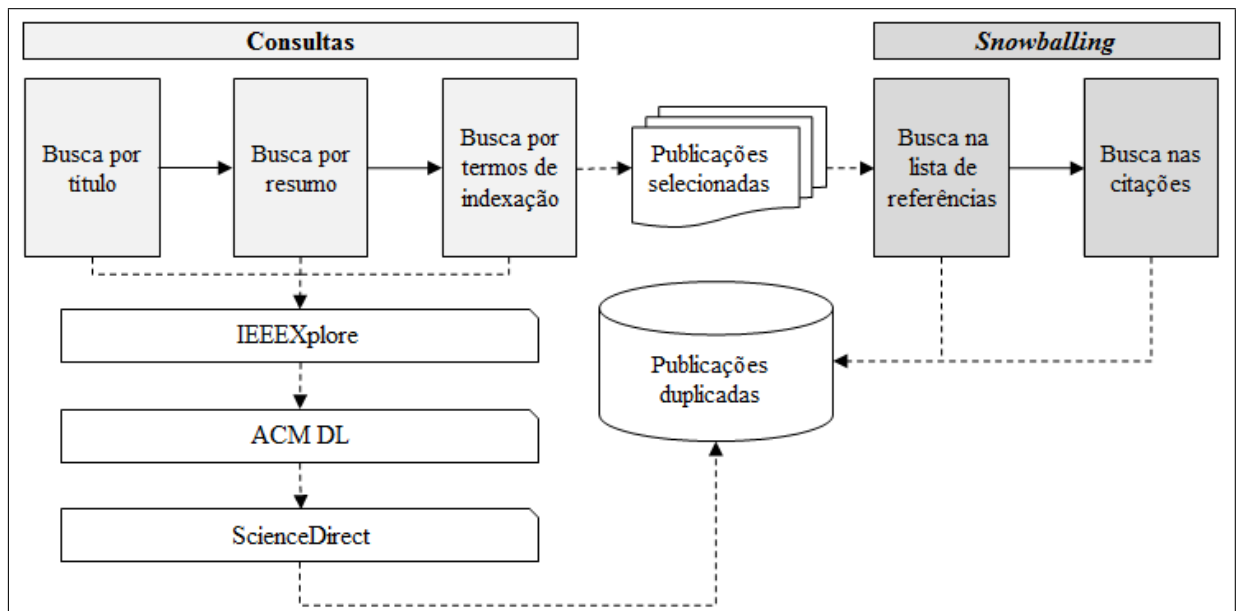 Consultas
Snowballing
Busca por
título
Busca por
resumo
Busca por
termos de
indexação
Publicações
selecionadas
Busca na
lista de
referências
Busca nas
citações
IEEEXplore
ACM DL
ScienceDirect
Publicações
duplicadas